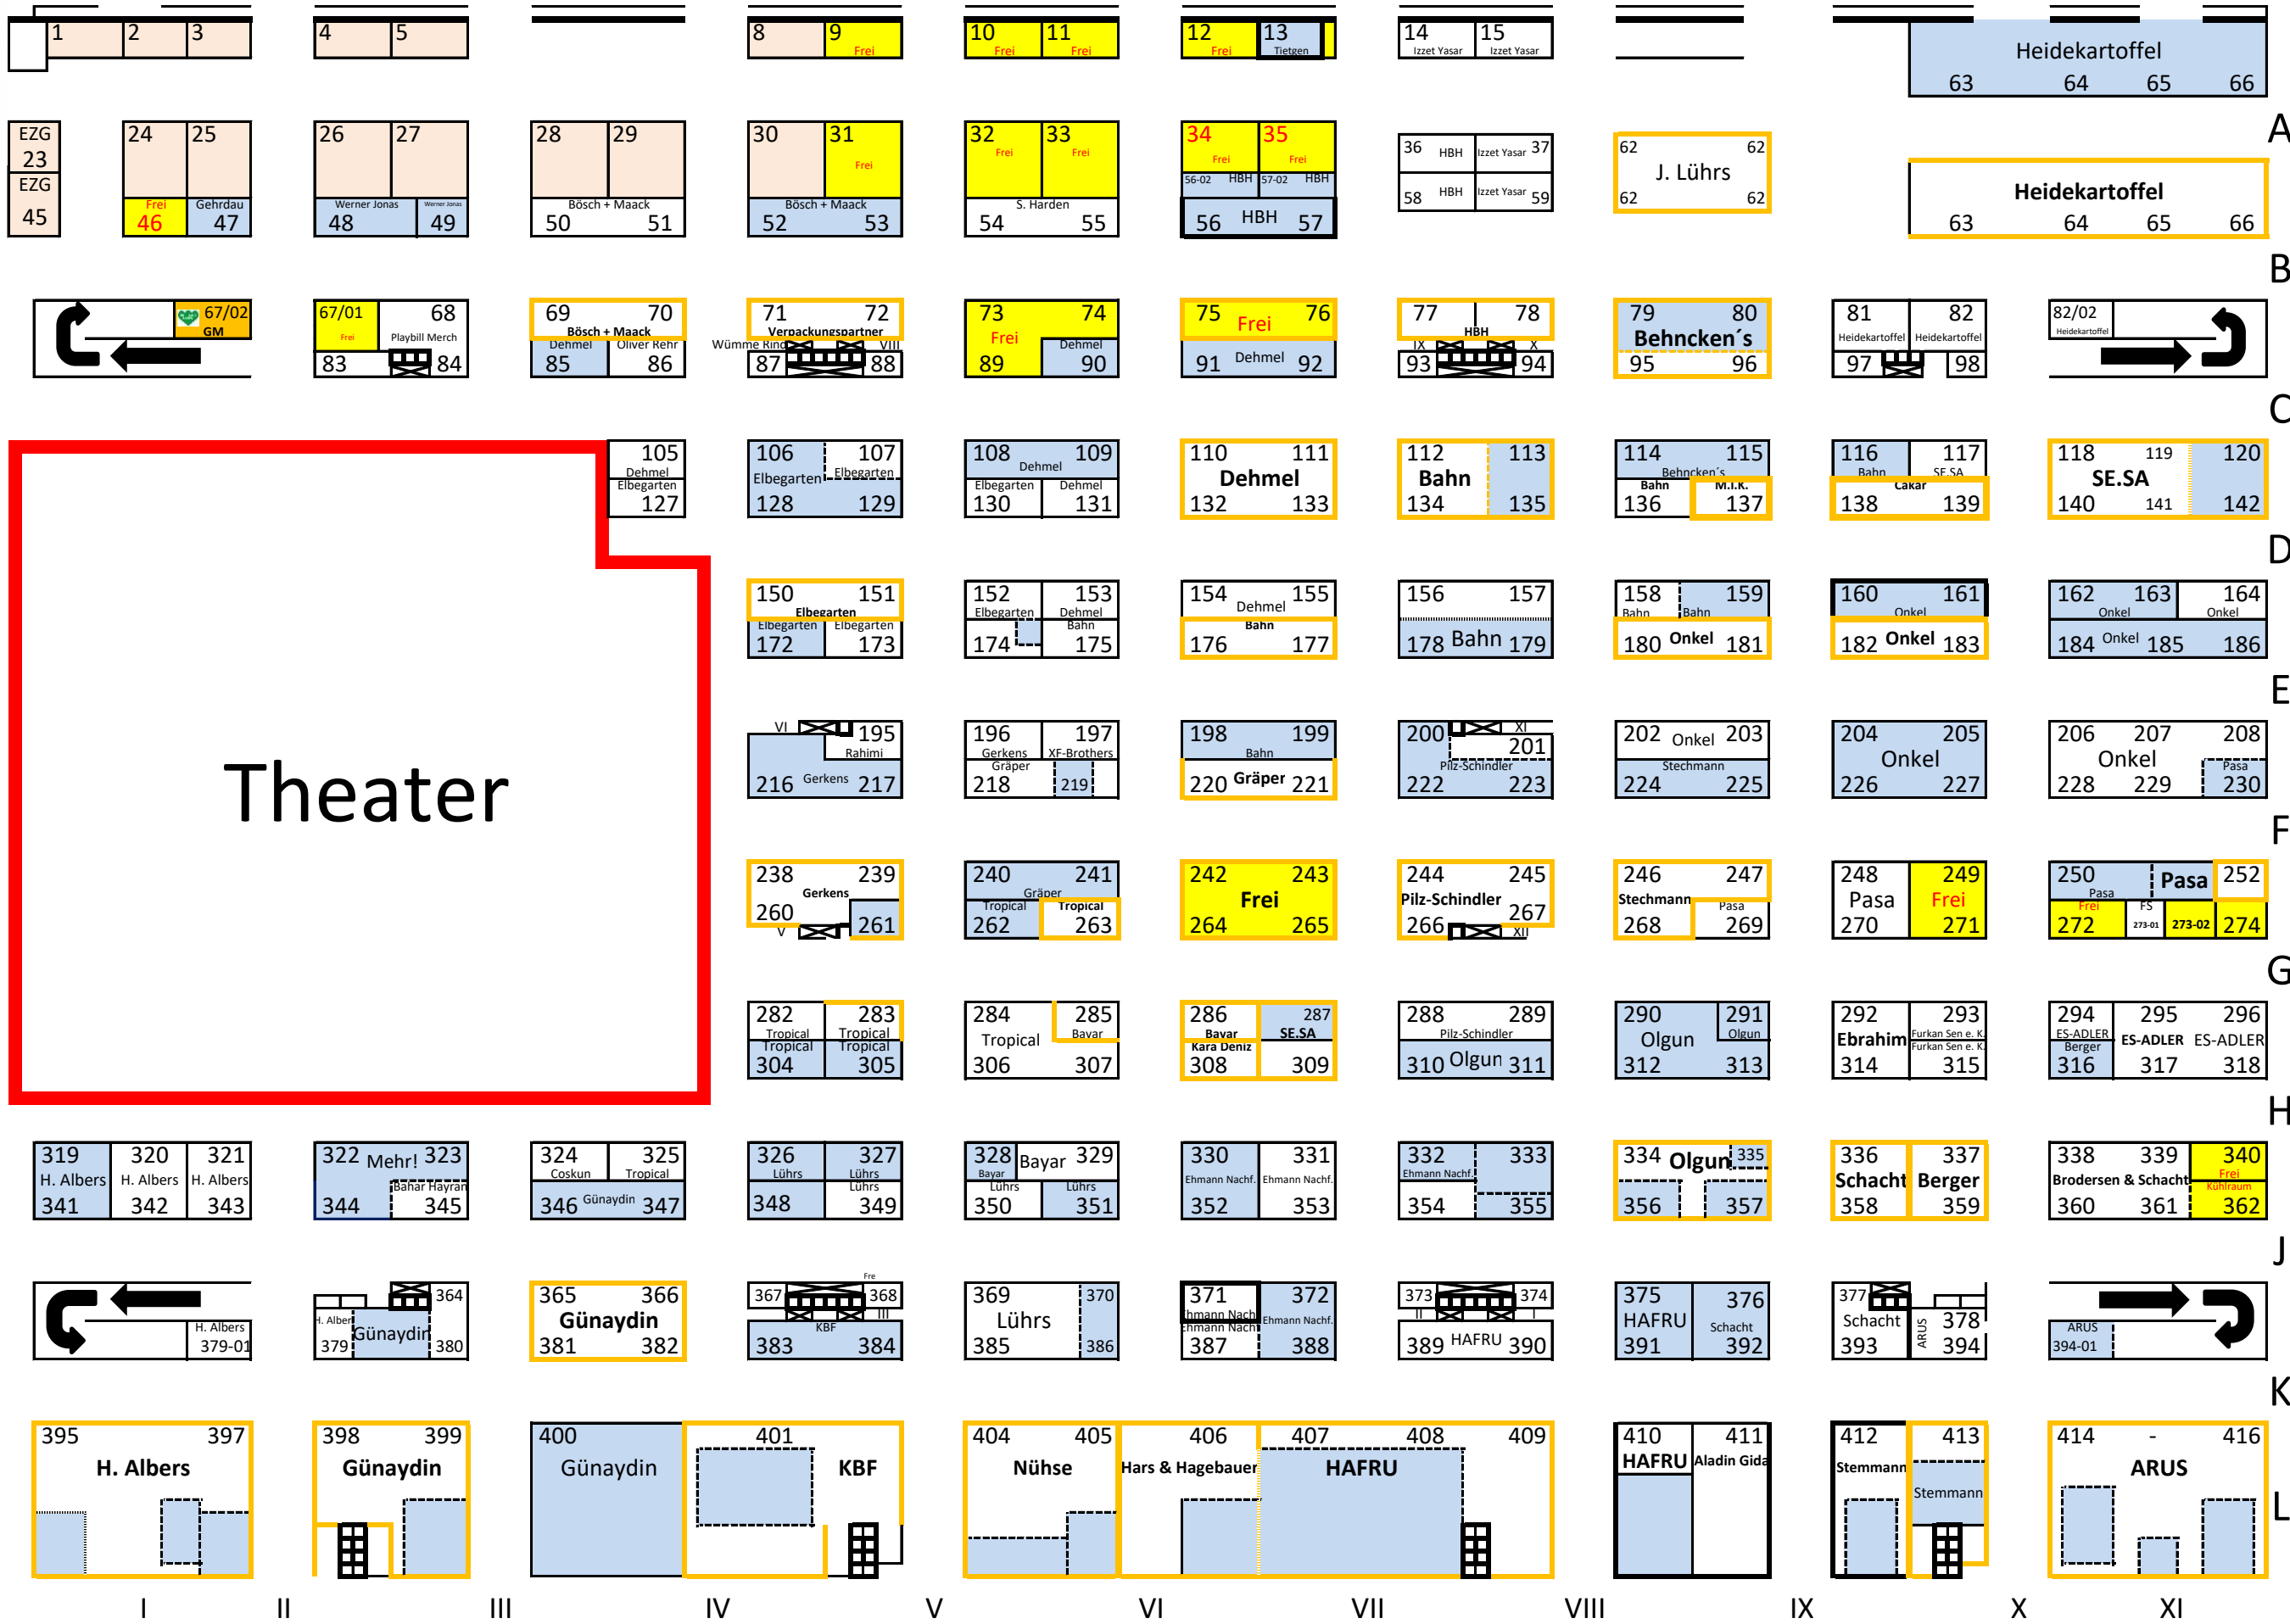 1 2 3 4 5 8 9 10 11 12 13 14 15
Frei Frei Frei Frei Tietgen Izzet Yasar Izzet Yasar
Heidekartoffel
63 64 65 66
A
EZG 23 24 25 26 27 28 29 30 31 32 33 34 35
Frei Frei Frei Frei Frei
36 HBH Izzet Yasar 37
62 62
J. Lührs
62 62
EZG 45
56-02 HBH 57-02 HBH
58 HBH Izzet Yasar 59
Heidekartoffel
63 64 65 66
Frei Gehrdau Werner Jonas Werner Jonas Bösch + Maack Bösch + Maack S. Harden
46 47 48 49 50 51 52 53 54 55 56 HBH 57
B
67/02 GM
67/01 Frei 68 Playbill Merch
69 70 Bösch + Maack
71 72 Verpackungspartner
73 74 Frei
75 Frei 76
77 78 HBH
79 80 Behncken´s
81 82 Heidekartoffel Heidekartoffel
82/02 Heidekartoffel
83 84
Dehmel Oliver Rehr 85 86
Wümme Rind VIII 87 88
89 Dehmel 90
91 Dehmel 92
IX X 93 94
95 96
97 98
C
105 Dehmel
106 107 Elbegarten Elbegarten
108 109 Dehmel
110 111 Dehmel
112 113 Bahn
114 115 Behncken´s
116 117 Bahn SE.SA
118 119 120 SE.SA
Elbegarten 127
128 129
Elbegarten Dehmel 130 131
132 133
134 135
Bahn M.I.K. 136 137
Cakar 138 139
140 141 142
D
150 151 Elbegarten
152 153 Elbegarten Dehmel
154 155 Dehmel
156 157
158 159 Bahn Bahn
160 161 Onkel
162 163 164 Onkel Onkel
Elbegarten Elbegarten 172 173
174 Bahn 175
Bahn 176 177
178 Bahn 179
180 Onkel 181
182 Onkel 183
184 Onkel 185 186
E
Theater
VI 195 Rahimi
196 197 Gerkens XF-Brothers
198 199 Bahn
200 XI 201
202 Onkel 203
204 205 Onkel
206 207 208 Onkel
216 Gerkens 217
Gräper 218 219
220 Gräper 221
Pilz-Schindler 222 223
Stechmann 224 225
226 227
228 229 Pasa 230
F
238 239 Gerkens
240 241 Gräper
242 243 Frei
244 245 Pilz-Schindler
246 247 Stechmann
248 249 Pasa Frei
250 Pasa Pasa 252
260 V 261
Tropical Tropical 262 263
264 265
266 XII 267
268 Pasa 269
270 271
Frei FS 272 273-01 273-02 274
G
282 283 Tropical Tropical
284 285 Tropical Bayar
286 287 Bayar SE.SA
288 289 Pilz-Schindler
290 291 Olgun Olgun
292 293 Ebrahim Furkan Sen e. K.
294 295 296 ES-ADLER ES-ADLER ES-ADLER
Tropical Tropical 304 305
306 307
Kara Deniz 308 309
310 Olgun 311
312 313
314 Furkan Sen e. K. 315
Berger 316 317 318
H
319 320 321 H. Albers H. Albers H. Albers
322 Mehr! 323
324 325 Coskun Tropical
326 327 Lührs Lührs
328 Bayar Bayar 329
330 331 Ehmann Nachf. Ehmann Nachf.
332 333 Ehmann Nachf.
334 Olgun 335
336 337 Schacht Berger
338 339 340 Brodersen & Schacht Frei
341 342 343
344 Bahar Hayran 345
346 Günaydin 347
348 Lührs 349
Lührs Lührs 350 351
352 353
354 355
356 357
358 359
360 361 Kühlraum 362
J
364
365 366 Günaydin
367 Fre 368 III
369 370 Lührs
371 372 Ehmann Nach Ehmann Nachf.
373 374 II I
375 376 HAFRU Schacht
377 378 Schacht ARUS
ARUS 394-01
H. Albers 379-01
H. Alber 379 Günaydin 380
381 382
KBF 383 384
385 386
Ehmann Nachf 387 388
389 HAFRU 390
391 392
393 394
K
395 397 H. Albers
398 399 Günaydin
400 Günaydin
401 KBF
404 405 Nühse
406 Hars & Hagebauer
407 408 409 HAFRU
410 411 HAFRU Aladin Gida
412 413 Stemmann Stemmann
414 - 416 ARUS
L
I II III IV V VI VII VIII IX X XI